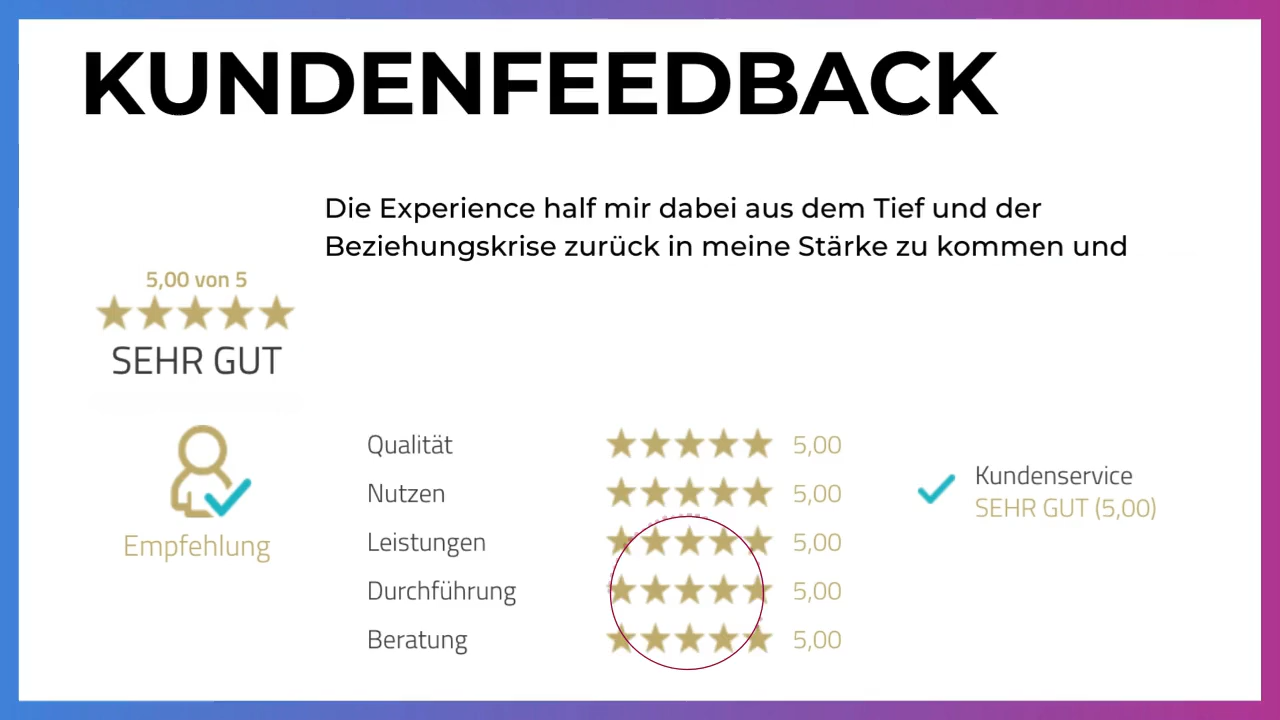 KUNDENFEEDBACK
Die Experience half mir dabei aus dem Tief und der
Beziehungskrise zurück in meine Stärke zu kommen und
5,00 von 5
SEHR GUT
Empfehlung
Qualität 5,00
Nutzen 5,00
Leistungen 5,00
Durchführung 5,00
Beratung 5,00
Kundenservice
SEHR GUT (5,00)